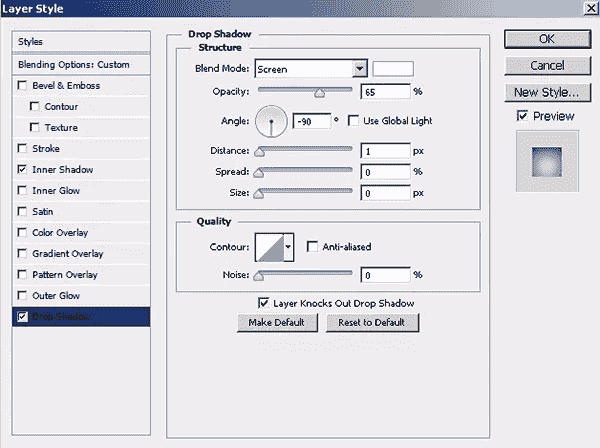 Layer Style
Styles
Blending Options: Custom
Bevel & Emboss
Contour
Texture
Stroke
Inner Shadow
Inner Glow
Satin
Color Overlay
Gradient Overlay
Pattern Overlay
Outer Glow
Drop Shadow
Drop Shadow
Structure
Blend Mode: Screen
Opacity: 65 %
Angle: -90 ° Use Global Light
Distance: 1 px
Spread: 0 %
Size: 0 px
Quality
Contour: Anti-aliased
Noise: 0 %
Layer Knocks Out Drop Shadow
Make Default Reset to Default
OK
Cancel
New Style...
Preview